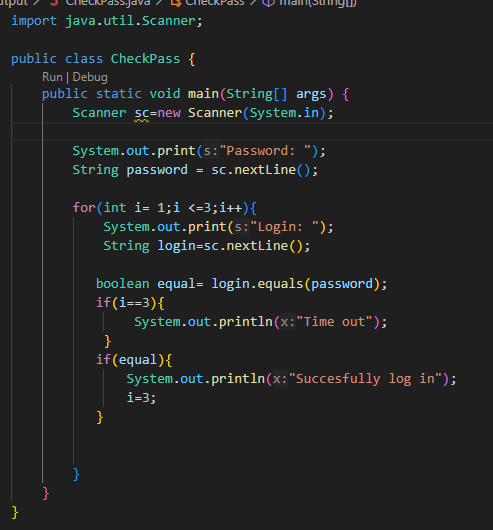 output > CheckPass.java > CheckPass > main(String[])
import java.util.Scanner;
public class CheckPass {
Run | Debug
public static void main(String[] args) {
Scanner sc=new Scanner(System.in);
System.out.print(s:"Password: ");
String password = sc.nextLine();
for(int i= 1;i <=3;i++){
System.out.print(s:"Login: ");
String login=sc.nextLine();
boolean equal= login.equals(password);
if(i==3){
System.out.println(x:"Time out");
}
if(equal){
System.out.println(x:"Succesfully log in");
i=3;
}
}
}
}